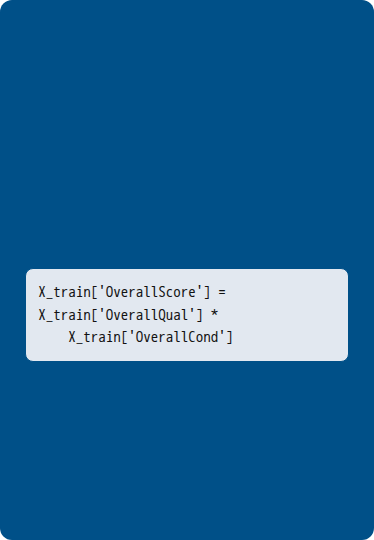 X_train['OverallScore'] =
X_train['OverallQual'] *
    X_train['OverallCond']